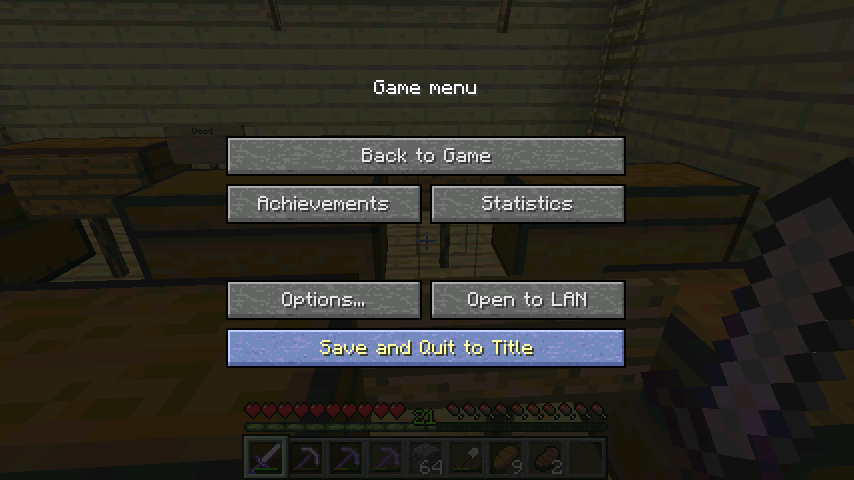 Game menu
Wood
Back to Game
Achievements
Statistics
Options...
Open to LAN
Save and Quit to Title
21
64
9
2